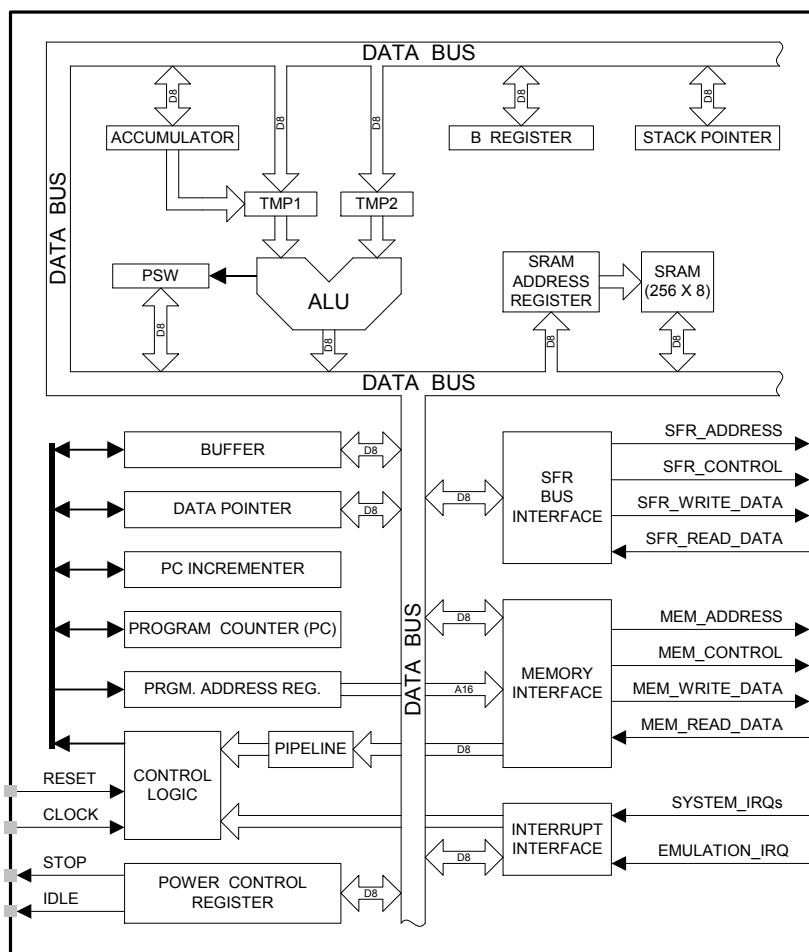 DATA BUS
D8
D8
D8
D8
D8
ACCUMULATOR
B REGISTER
STACK POINTER
DATA BUS
TMP1
TMP2
PSW
ALU
SRAM
ADDRESS
REGISTER
SRAM
(256 X 8)
D8
D8
D8
D8
DATA BUS
BUFFER
D8
DATA POINTER
D8
PC INCREMENTER
PROGRAM COUNTER (PC)
PRGM. ADDRESS REG.
A16
DATA BUS
D8
SFR
BUS
INTERFACE
SFR_ADDRESS
SFR_CONTROL
SFR_WRITE_DATA
SFR_READ_DATA
D8
MEMORY
INTERFACE
MEM_ADDRESS
MEM_CONTROL
MEM_WRITE_DATA
MEM_READ_DATA
CONTROL
LOGIC
PIPELINE
D8
RESET
CLOCK
INTERRUPT
INTERFACE
D8
SYSTEM_IRQs
EMULATION_IRQ
STOP
IDLE
POWER CONTROL
REGISTER
D8